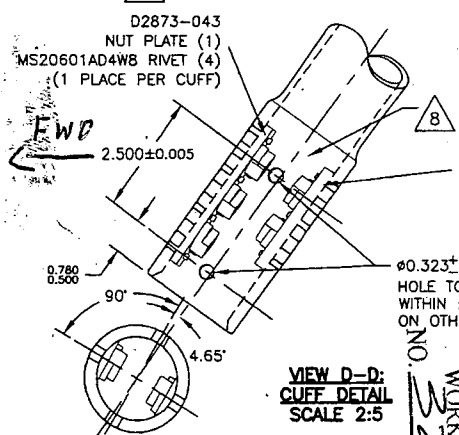 D2873-043
NUT PLATE (1)
MS20601AD4W8 RIVET (4)
(1 PLACE PER CUFF)
FWD
8
2.500±0.005
ø0.323±
HOLE TO
WITHIN
ON OTH
0.780
0.500
90°
4.65°
VIEW D-D:
CUFF DETAIL
SCALE 2:5
NO.
WORK